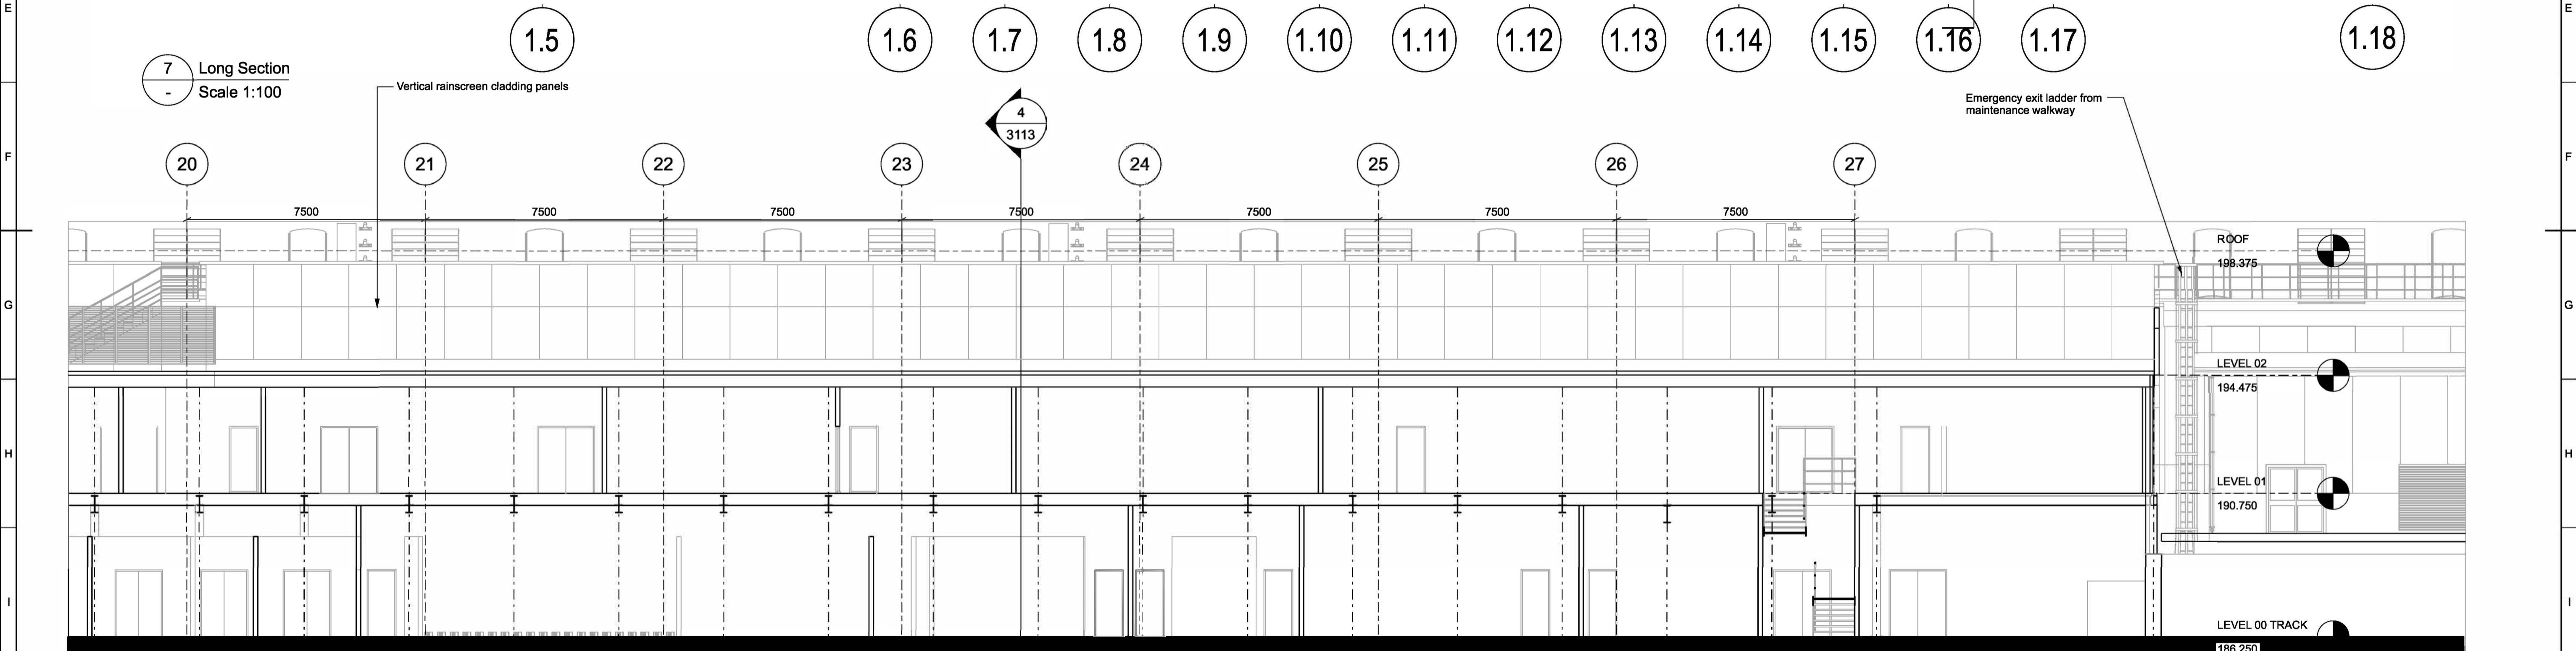 E
1.5
1.6
1.7
1.8
1.9
1.10
1.11
1.12
1.13
1.14
1.15
1.16
1.17
1.18
E
7
Long Section
-
Scale 1:100
Vertical rainscreen cladding panels
Emergency exit ladder from
maintenance walkway
4
3113
F
20
21
22
23
24
25
26
27
F
7500
7500
7500
7500
7500
7500
7500
ROOF
198.375
G
G
LEVEL 02
194.475
H
H
LEVEL 01
190.750
I
I
LEVEL 00 TRACK
186.250